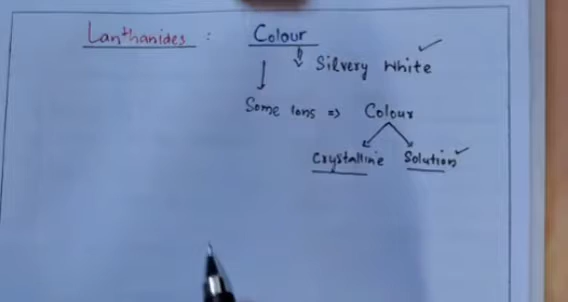 Lanthanides : Colour
Silvery White
Some Ions => Colour
Crystalline Solution